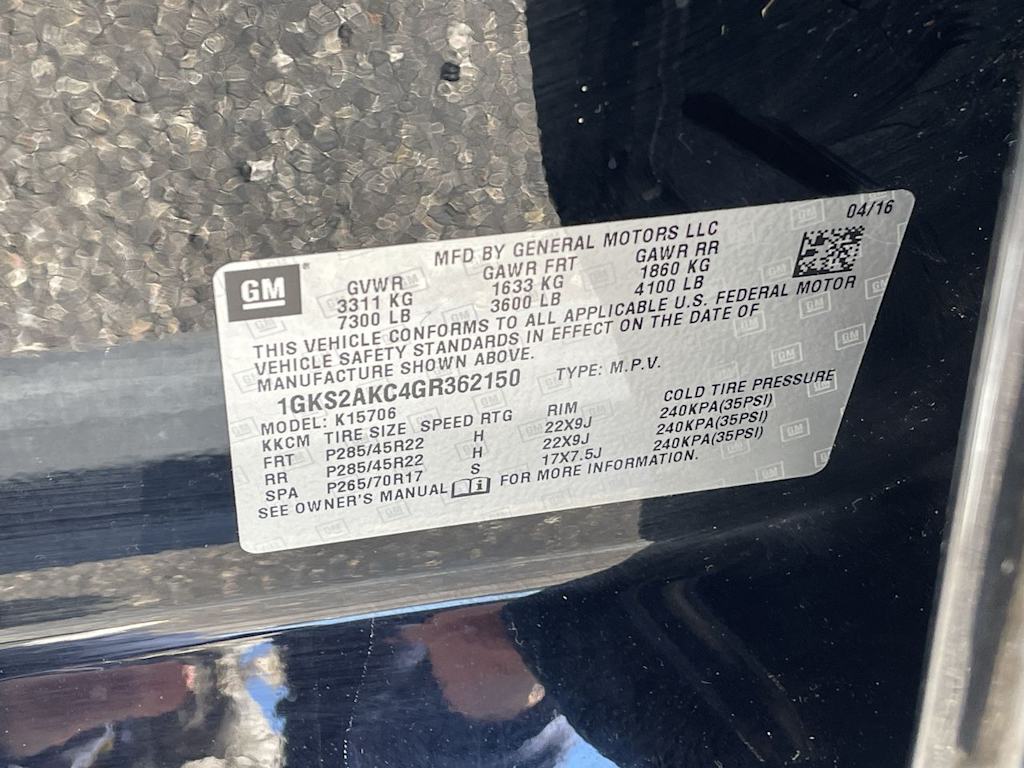 GM
MFD BY GENERAL MOTORS LLC
04/16
GVWR GAWR FRT GAWR RR
3311 KG 1633 KG 1860 KG
7300 LB 3600 LB 4100 LB
THIS VEHICLE CONFORMS TO ALL APPLICABLE U.S. FEDERAL MOTOR
VEHICLE SAFETY STANDARDS IN EFFECT ON THE DATE OF
MANUFACTURE SHOWN ABOVE.
1GKS2AKC4GR362150 TYPE: M.P.V.
MODEL: K15706
KKCM TIRE SIZE SPEED RTG RIM COLD TIRE PRESSURE
FRT P285/45R22 H 22X9J 240KPA(35PSI)
RR P285/45R22 H 22X9J 240KPA(35PSI)
SPA P265/70R17 S 17X7.5J 240KPA(35PSI)
SEE OWNER'S MANUAL FOR MORE INFORMATION.